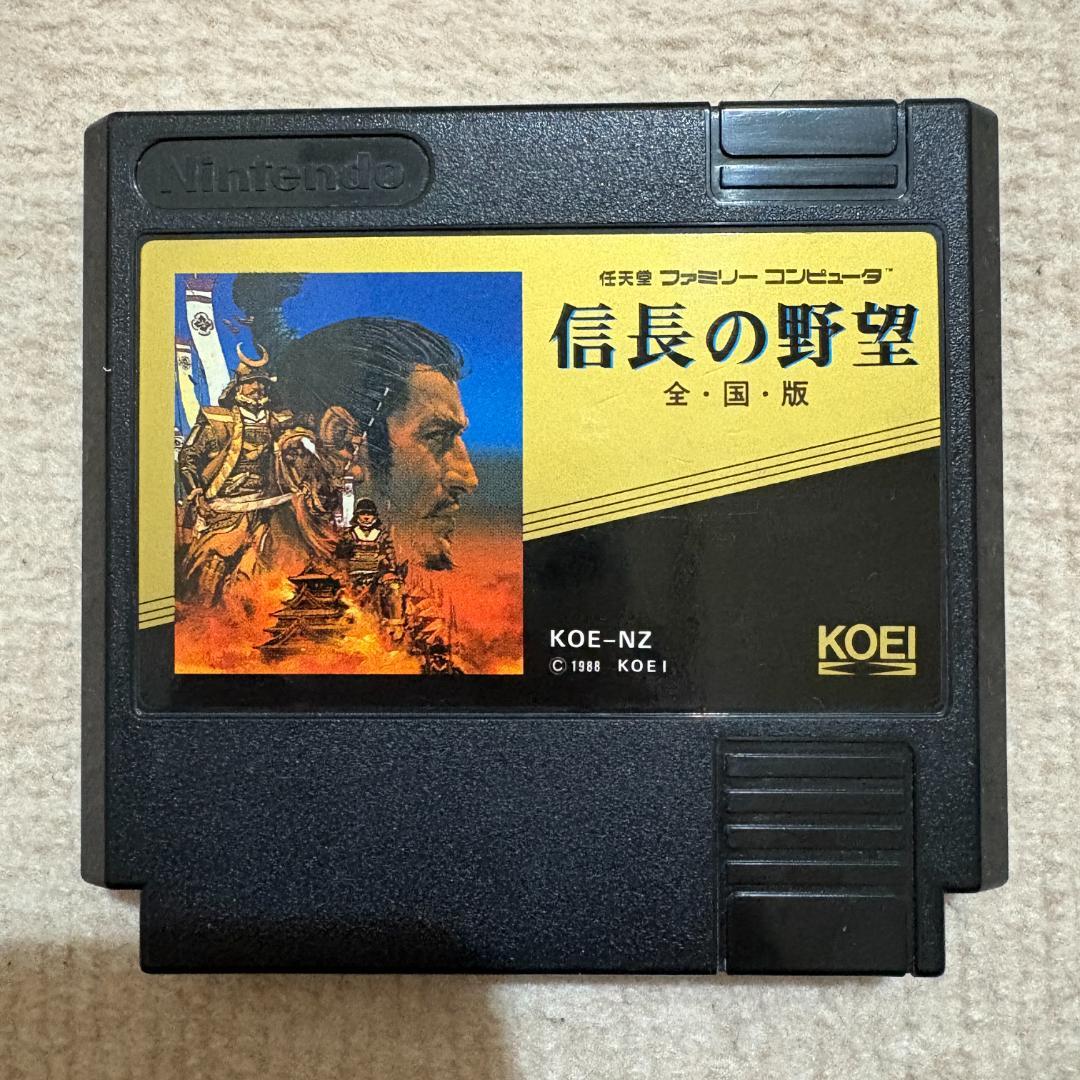 Nintendo
任天堂 ファミリー コンピュータ™
信長の野望
全・国・版
KOE-NZ
© 1988 KOEI
KOEI